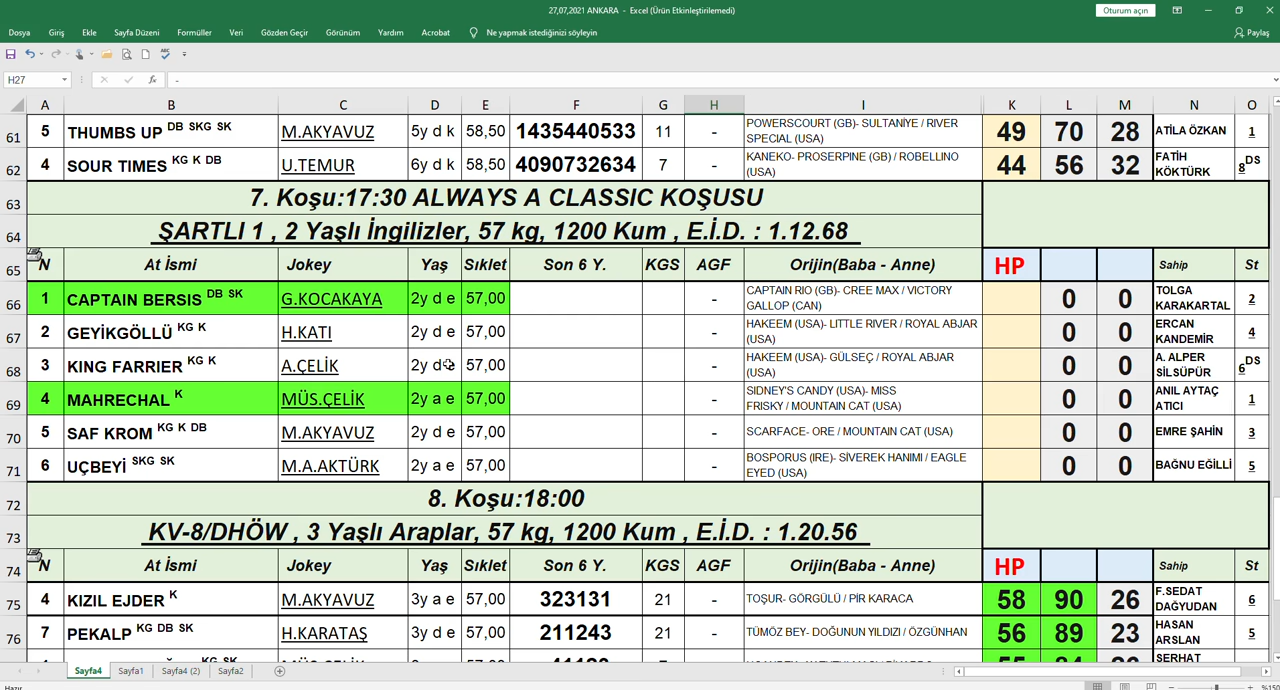 27,07,2021 ANKARA - Excel (Ürün Etkinleştirilemedi)
Oturum açın
Dosya Giriş Ekle Sayfa Düzeni Formüller Veri Gözden Geçir Görünüm Yardım Acrobat Ne yapmak istediğinizi söyleyin Paylaş
H27 fx -
A B C D E F G H I K L M N O
61 5 THUMBS UP DB SKG SK M.AKYAVUZ 5y d k 58,50 1435440533 11 - POWERSCOURT (GB)- SULTANİYE / RIVER SPECIAL (USA) 49 70 28 ATİLA ÖZKAN 1
62 4 SOUR TIMES KG K DB U.TEMUR 6y d k 58,50 4090732634 7 - KANEKO- PROSERPINE (GB) / ROBELLINO (USA) 44 56 32 FATİH KÖKTÜRK 8 DS
63 7. Koşu:17:30 ALWAYS A CLASSIC KOŞUSU
64 ŞARTLI 1 , 2 Yaşlı İngilizler, 57 kg, 1200 Kum , E.İ.D. : 1.12.68
65 N At İsmi Jokey Yaş Sıklet Son 6 Y. KGS AGF Orijin(Baba - Anne) HP Sahip St
66 1 CAPTAIN BERSIS DB SK G.KOCAKAYA 2y d e 57,00 - CAPTAIN RIO (GB)- CREE MAX / VICTORY GALLOP (CAN) 0 0 TOLGA KARAKARTAL 2
67 2 GEYİKGÖLLÜ KG K H.KATI 2y d e 57,00 - HAKEEM (USA)- LITTLE RIVER / ROYAL ABJAR (USA) 0 0 ERCAN KANDEMİR 4
68 3 KING FARRIER KG K A.ÇELİK 2y d e 57,00 - HAKEEM (USA)- GÜLSEÇ / ROYAL ABJAR (USA) 0 0 A. ALPER SİLSÜPÜR 6 DS
69 4 MAHRECHAL K MÜS.ÇELİK 2y a e 57,00 - SIDNEY'S CANDY (USA)- MISS FRISKY / MOUNTAIN CAT (USA) 0 0 ANIL AYTAÇ ATICI 1
70 5 SAF KROM KG K DB M.AKYAVUZ 2y d e 57,00 - SCARFACE- ORE / MOUNTAIN CAT (USA) 0 0 EMRE ŞAHİN 3
71 6 UÇBEYİ SKG SK M.A.AKTÜRK 2y a e 57,00 - BOSPORUS (IRE)- SİVEREK HANIMI / EAGLE EYED (USA) 0 0 BAĞNU EĞİLLİ 5
72 8. Koşu:18:00
73 KV-8/DHÖW , 3 Yaşlı Araplar, 57 kg, 1200 Kum , E.İ.D. : 1.20.56
74 N At İsmi Jokey Yaş Sıklet Son 6 Y. KGS AGF Orijin(Baba - Anne) HP Sahip St
75 4 KIZIL EJDER K M.AKYAVUZ 3y a e 57,00 323131 21 - TOŞUR- GÖRGÜLÜ / PİR KARACA 58 90 26 F.SEDAT DAĞYUDAN 6
76 7 PEKALP KG DB SK H.KARATAŞ 3y d e 57,00 211243 21 - TÜMÖZ BEY- DOĞUNUN YILDIZI / ÖZGÜNHAN 56 89 23 HASAN ARSLAN 5
KG SK SERHAT
Sayfa4 Sayfa1 Sayfa4 (2) Sayfa2
Hazır %150